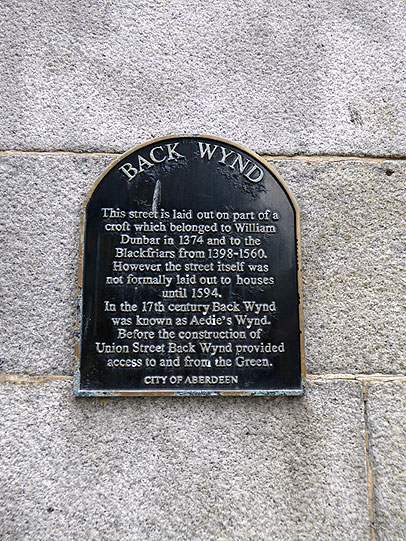 BACK WYND
This street is laid out on part of a
croft which belonged to William
Dunbar in 1374 and to the
Blackfriars from 1398-1560.
However the street itself was
not formally laid out to houses
until 1594.
In the 17th century Back Wynd
was known as Aedie's Wynd.
Before the construction of
Union Street Back Wynd provided
access to and from the Green.
CITY OF ABERDEEN